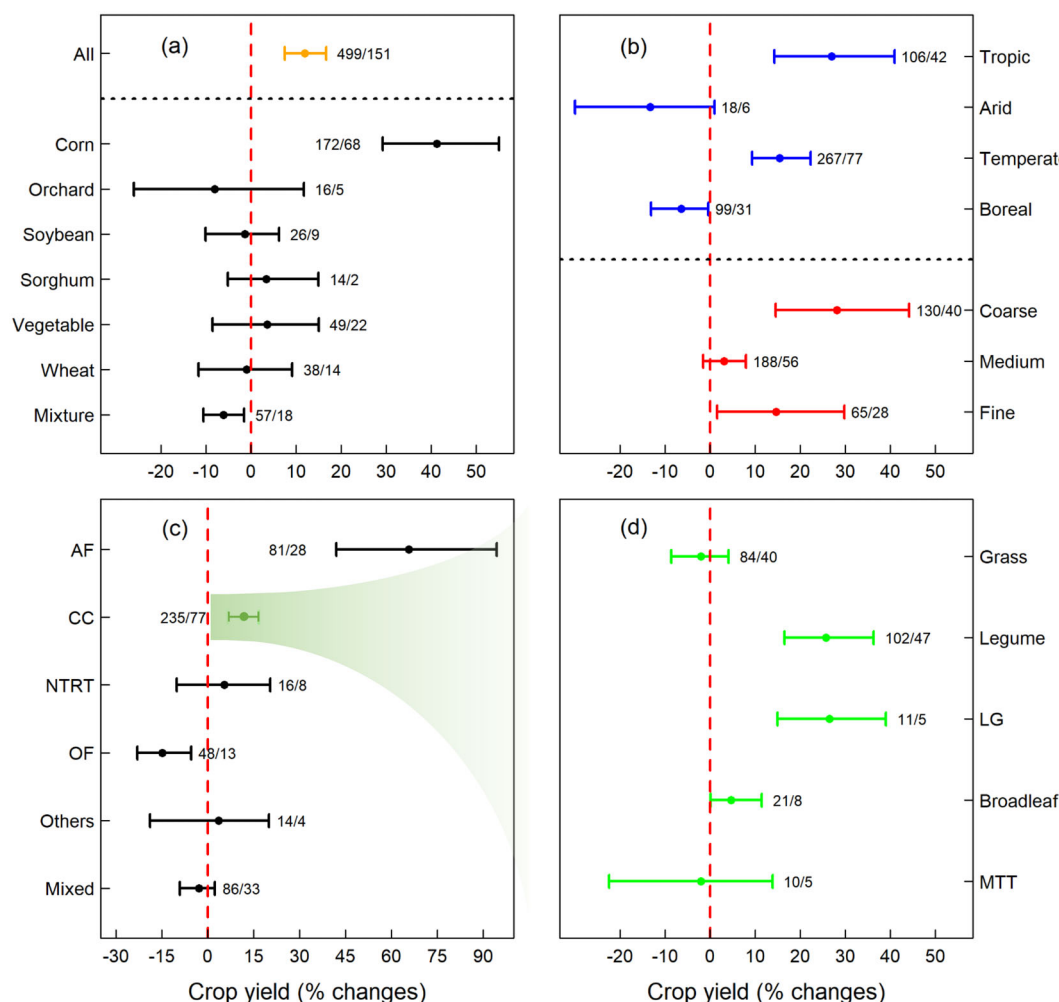 (a)
All 499/151
Corn 172/68
Orchard 16/5
Soybean 26/9
Sorghum 14/2
Vegetable 49/22
Wheat 38/14
Mixture 57/18
-20 -10 0 10 20 30 40 50
(b)
106/42 Tropic
18/6 Arid
267/77 Temperat
99/31 Boreal
130/40 Coarse
188/56 Medium
65/28 Fine
-20 -10 0 10 20 30 40 50
(c)
AF 81/28
CC 235/77
NTRT 16/8
OF 48/13
Others 14/4
Mixed 86/33
-30 -15 0 15 30 45 60 75 90
Crop yield (% changes)
(d)
84/40 Grass
102/47 Legume
11/5 LG
21/8 Broadleaf
10/5 MTT
-20 -10 0 10 20 30 40 50
Crop yield (% changes)